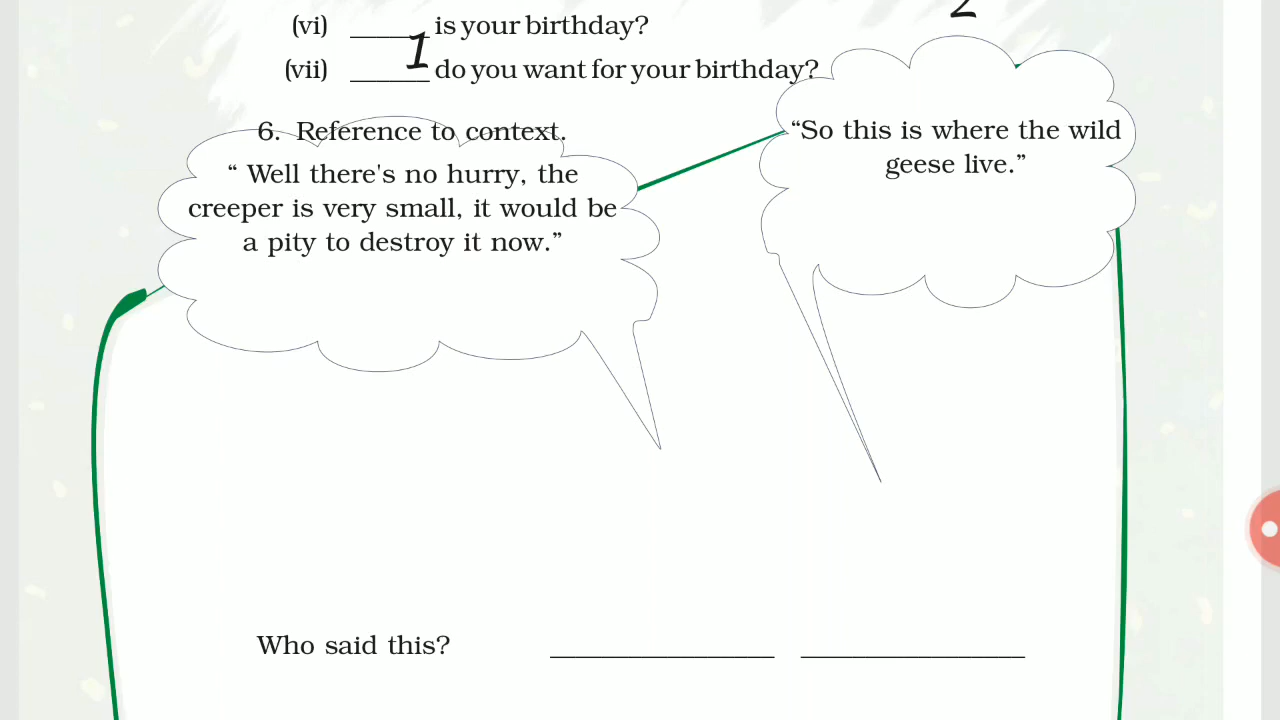 (vi) ______ is your birthday?
2
1
(vii) ______ do you want for your birthday?
6. Reference to context.
“ Well there's no hurry, the
creeper is very small, it would be
a pity to destroy it now.”
“So this is where the wild
geese live.”
Who said this? ________________ ________________